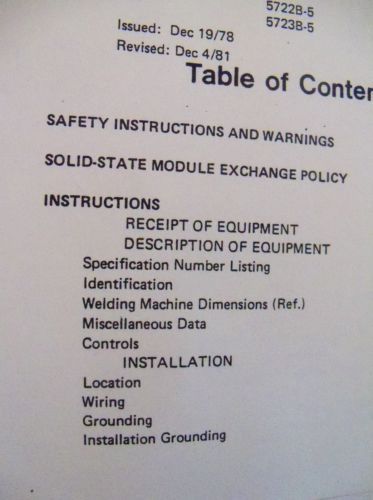 5722B-5
5723B-5
Issued: Dec 19/78
Revised: Dec 4/81
Table of Conten
SAFETY INSTRUCTIONS AND WARNINGS
SOLID-STATE MODULE EXCHANGE POLICY
INSTRUCTIONS
RECEIPT OF EQUIPMENT
DESCRIPTION OF EQUIPMENT
Specification Number Listing
Identification
Welding Machine Dimensions (Ref.)
Miscellaneous Data
Controls
INSTALLATION
Location
Wiring
Grounding
Installation Grounding